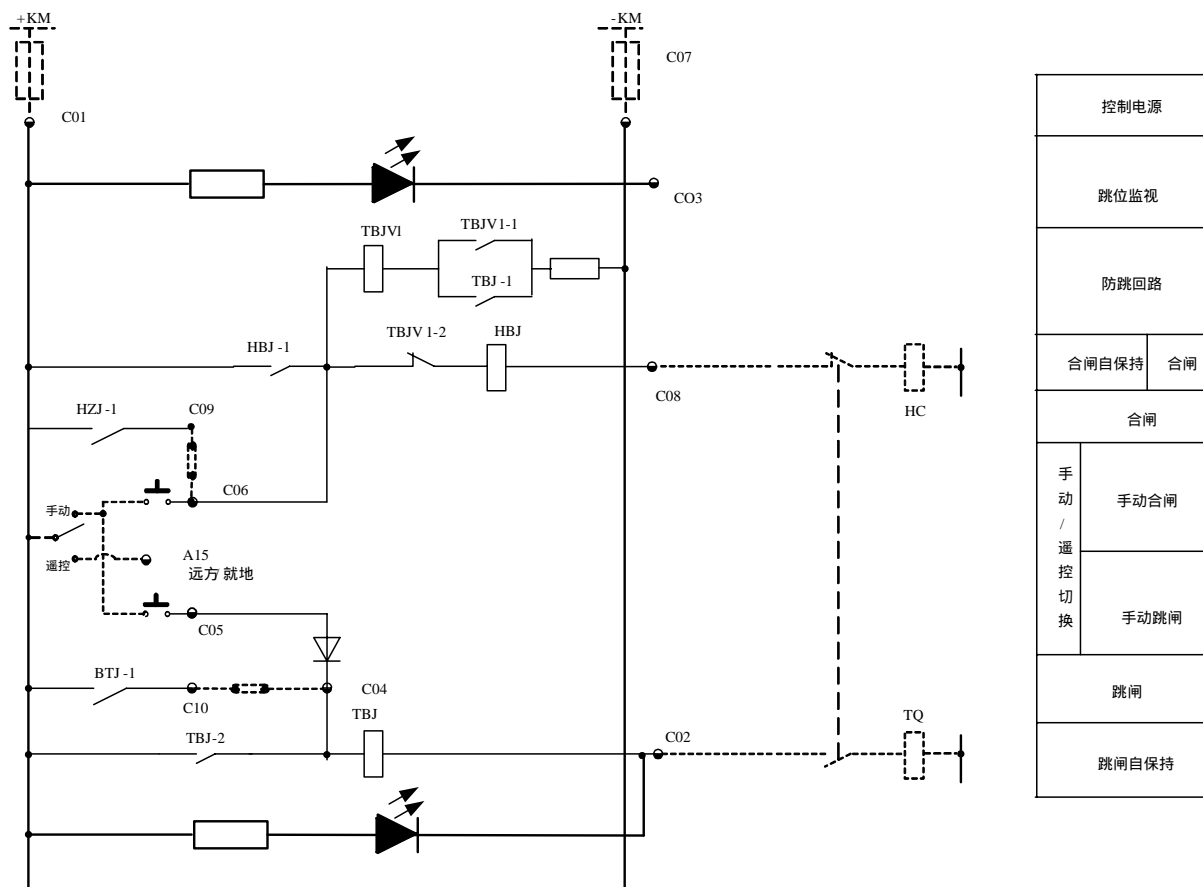 +KM
-KM
C07
C01
控制电源
CO3
跳位监视
TBJV1
TBJV1-1
TBJ-1
防跳回路
HBJ-1
TBJV 1-2
HBJ
C08
HC
合闸自保持
合闸
HZJ-1
C09
合闸
C06
手动
A15
远方 就地
遥控
手
动
/
遥
控
切
换
手动合闸
手动跳闸
C05
BTJ-1
C10
C04
跳闸
TBJ
TBJ-2
C02
TQ
跳闸自保持